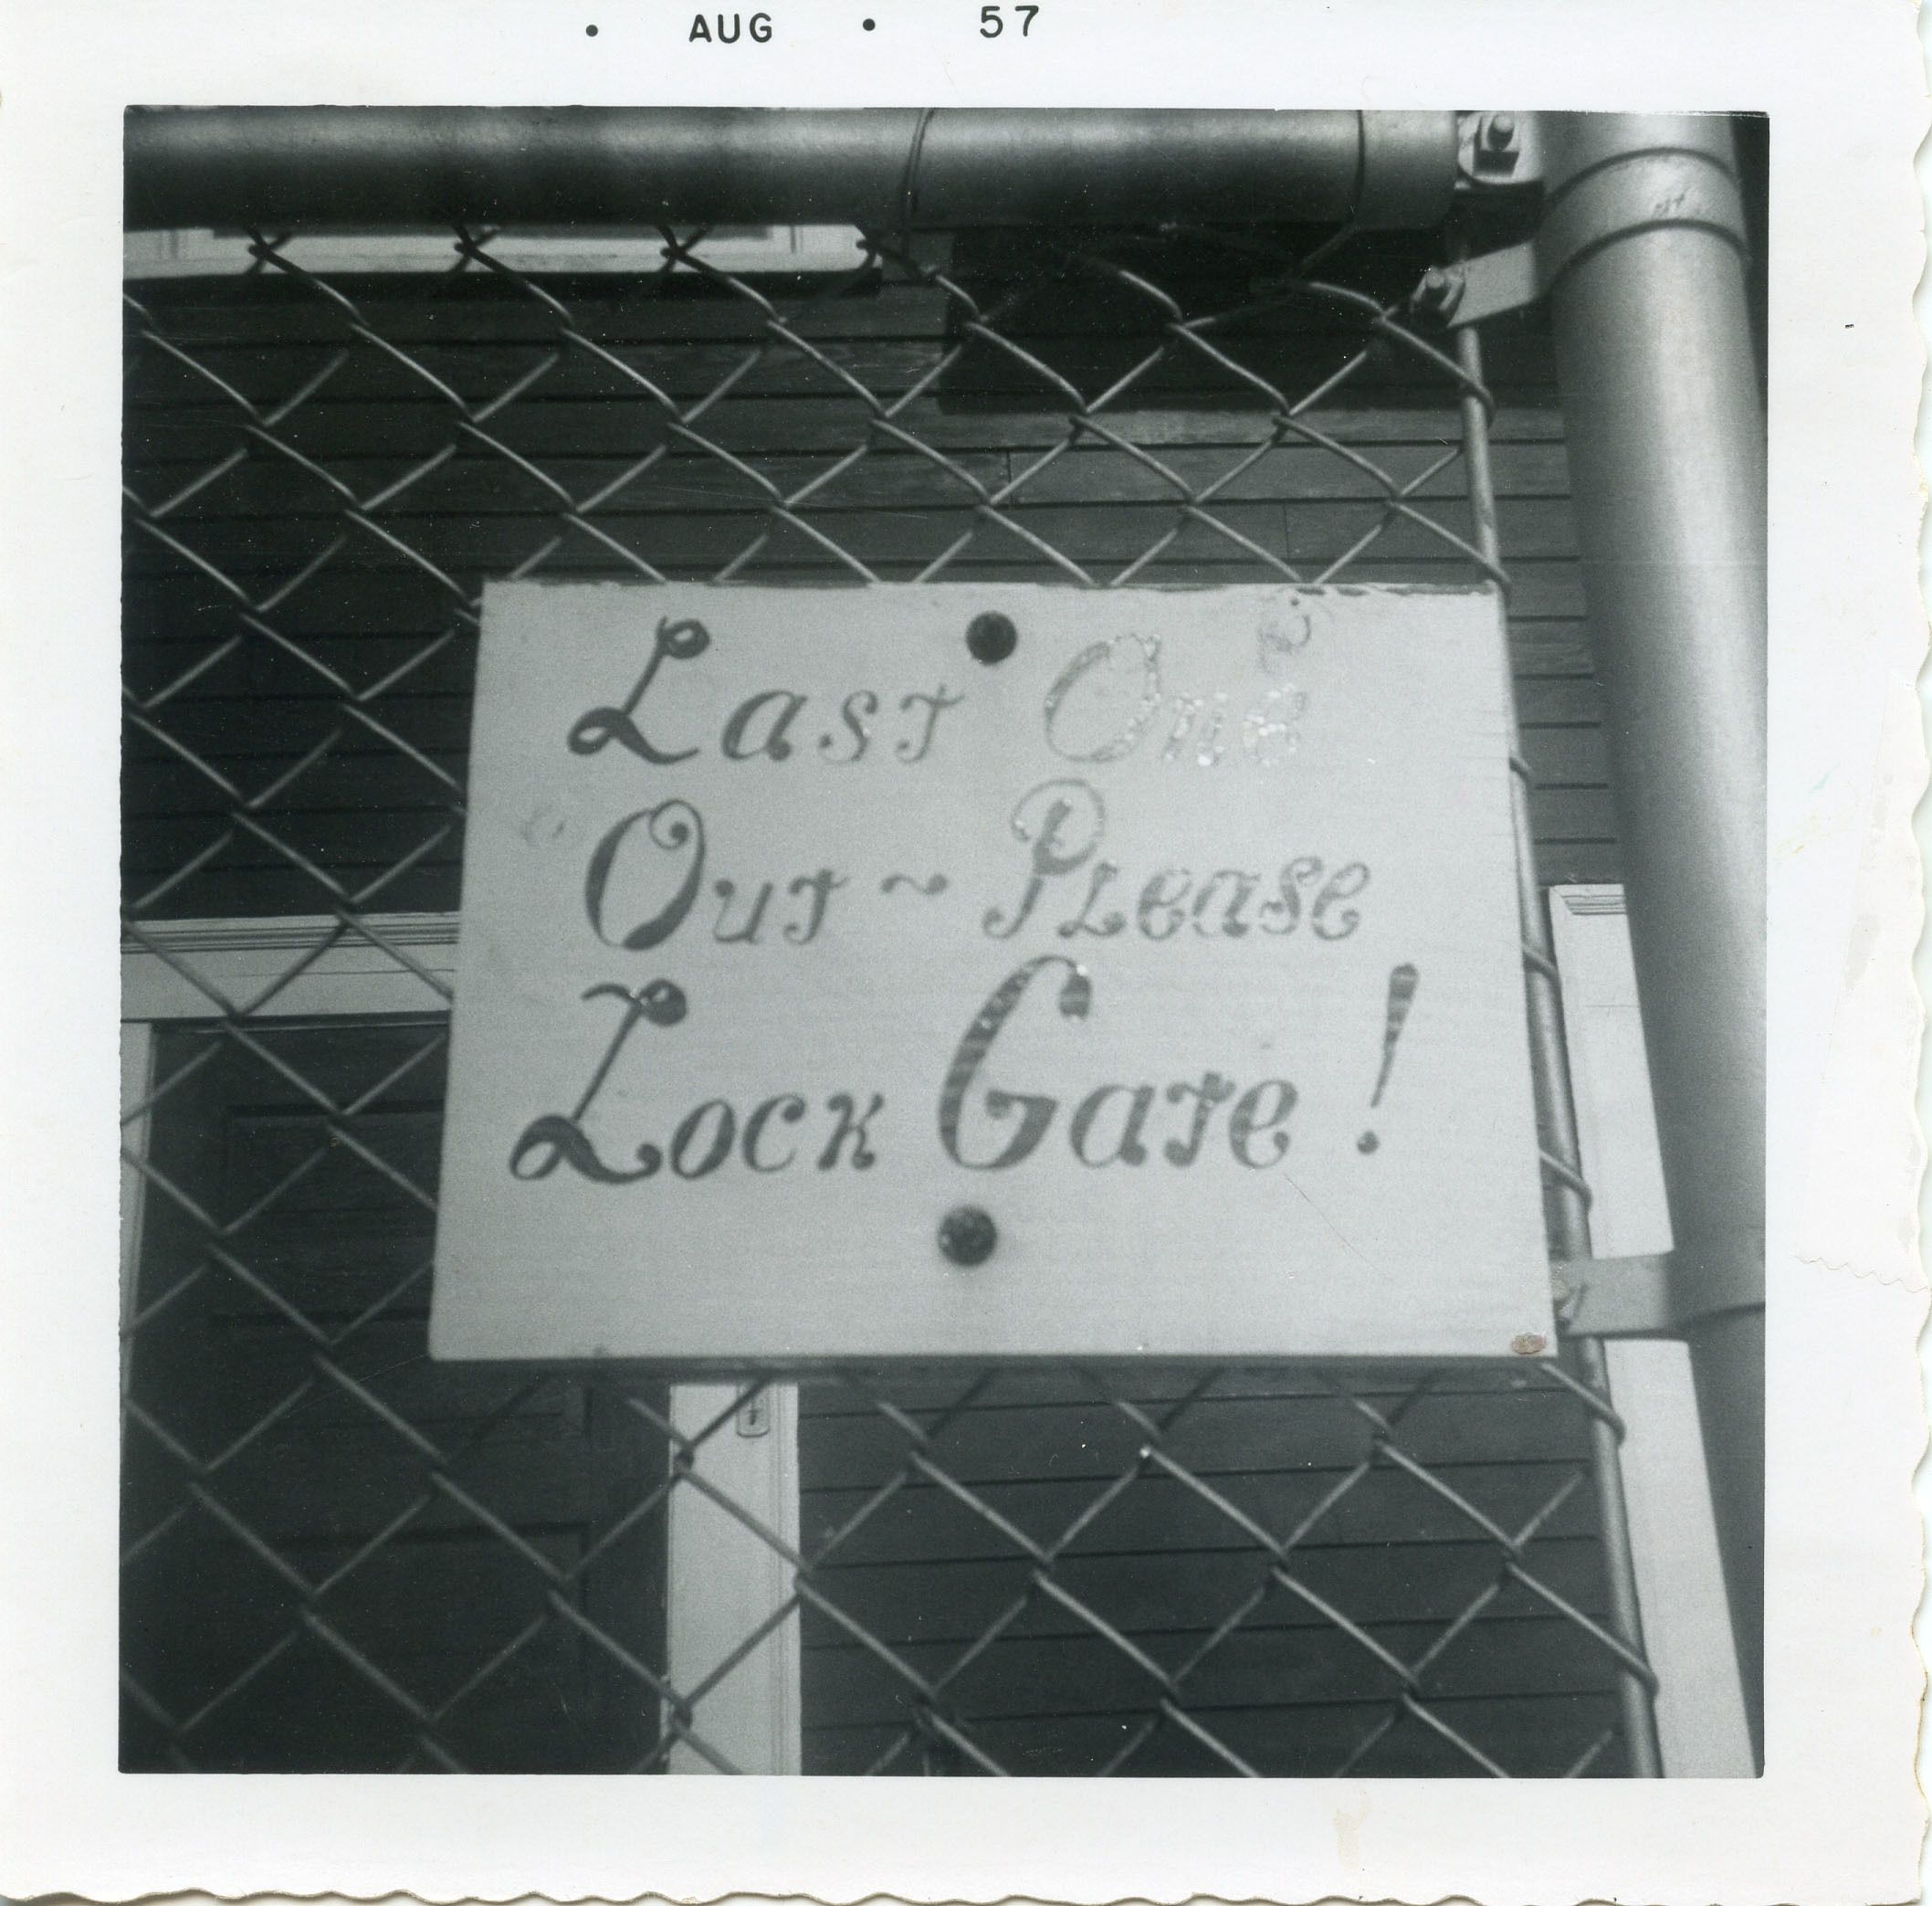 • AUG • 57
Last One
Out ~ Please
Lock Gate!